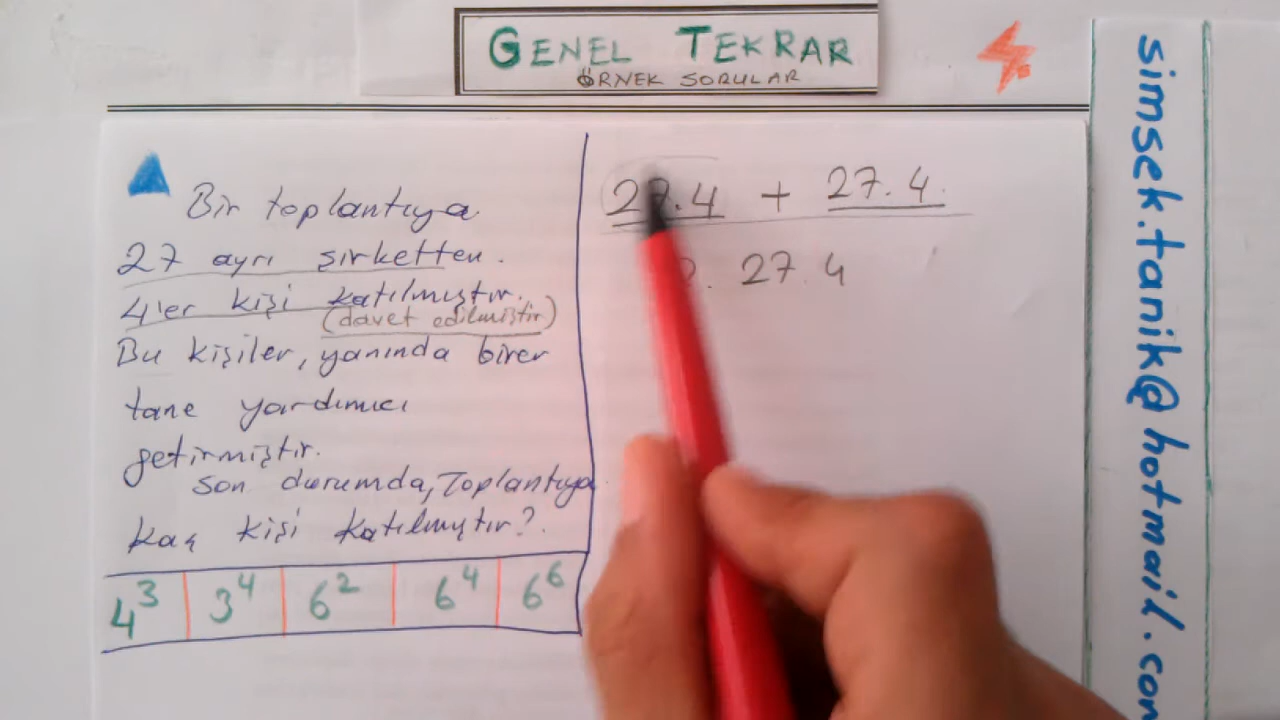 GENEL TEKRAR
ÖRNEK SORULAR
Bir toplantıya
27 ayrı şirketten.
4'er kişi katılmıştır.
(davet edilmiştir)
Bu kişiler, yanında birer
tane yardımcı
getirmiştir.
son durumda, Toplantıya
Kaç kişi katılmıştır?
4³ 3⁴ 6² 6⁴ 6⁶
27.4 + 27.4
. 27.4
simsek.tanik@hotmail.com